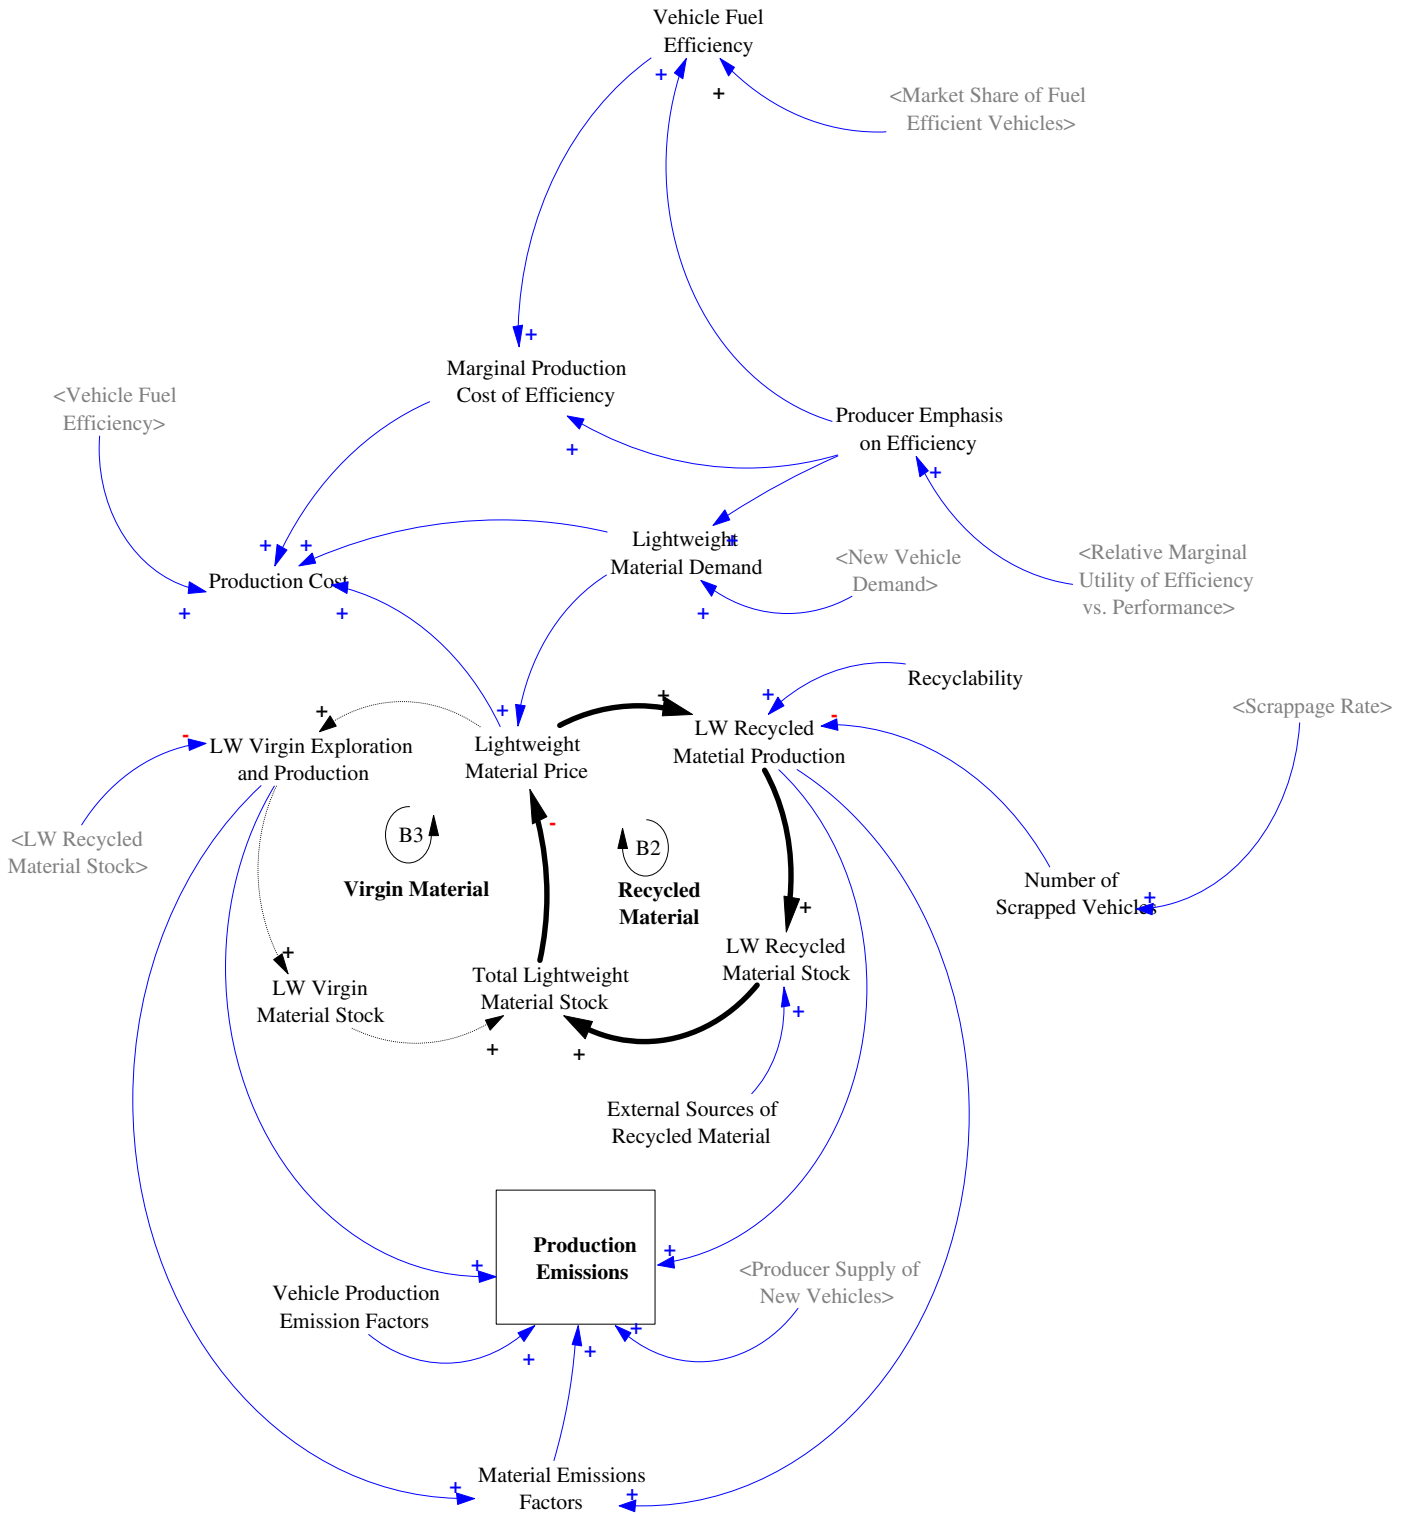 Vehicle Fuel
Efficiency
+
+
<Market Share of Fuel
Efficient Vehicles>
+
Marginal Production
Cost of Efficiency
<Vehicle Fuel
Efficiency>
Producer Emphasis
on Efficiency
+
+
+
+
Lightweight
Material Demand
+
<New Vehicle
Demand>
<Relative Marginal
Utility of Efficiency
vs. Performance>
Production Cost
+
+
+
Recyclability
+
+
+
+
<Scrappage Rate>
-
LW Recycled
Matetial Production
-
LW Virgin Exploration
and Production
Lightweight
Material Price
<LW Recycled
Material Stock>
-
B3
B2
Virgin Material
Recycled
Material
Number of
Scrapped Vehicles
+
+
LW Recycled
Material Stock
+
LW Virgin
Material Stock
Total Lightweight
Material Stock
+
+
+
External Sources of
Recycled Material
Production
Emissions
+
+
<Producer Supply of
New Vehicles>
Vehicle Production
Emission Factors
+
+
+
Material Emissions
Factors
+
+